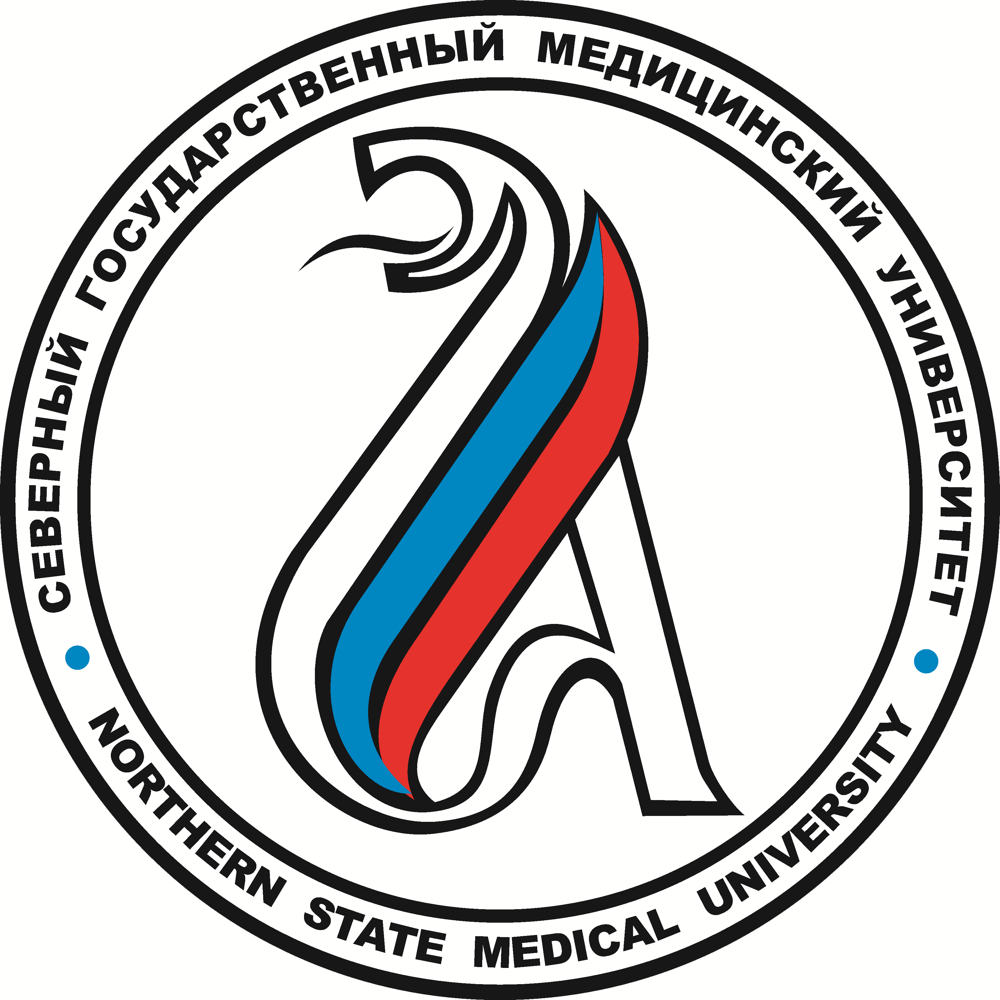 СЕВЕРНЫЙ ГОСУДАРСТВЕННЫЙ МЕДИЦИНСКИЙ УНИВЕРСИТЕТ
NORTHERN STATE MEDICAL UNIVERSITY